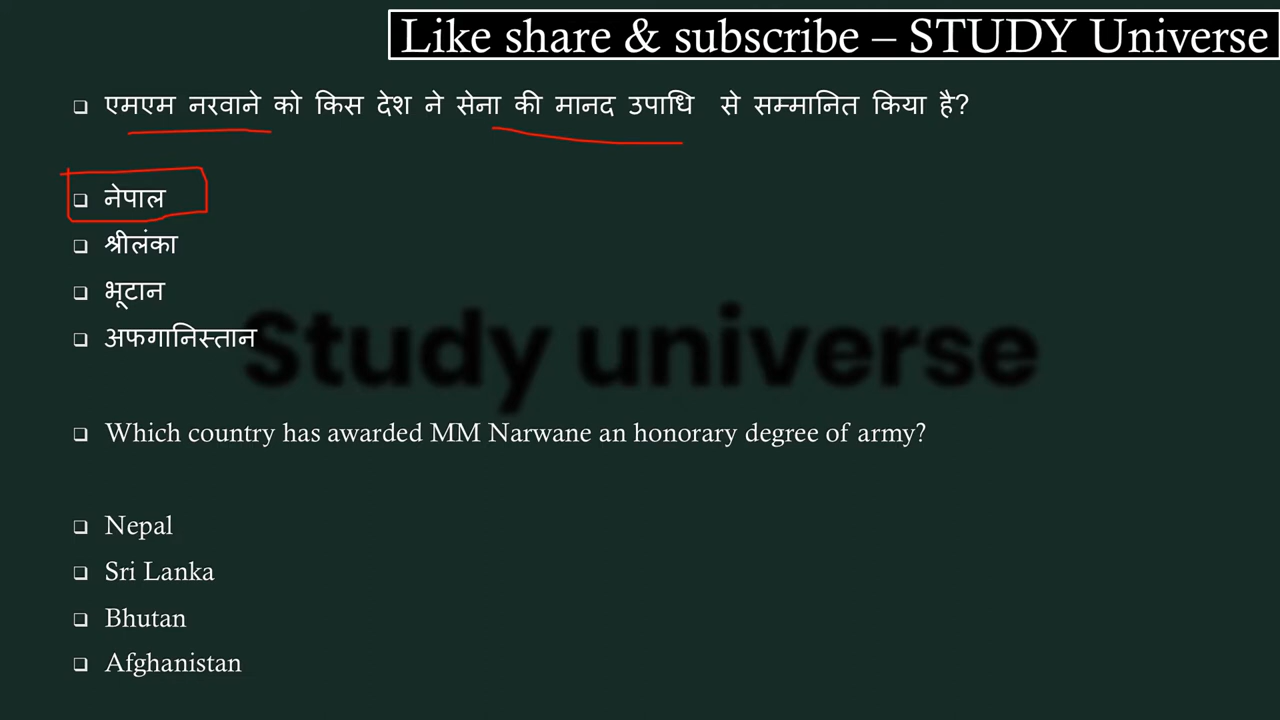 Like share & subscribe – STUDY Universe
एमएम नरवाने को किस देश ने सेना की मानद उपाधि से सम्मानित किया है?
नेपाल
श्रीलंका
भूटान
अफगानिस्तान
Study universe
Which country has awarded MM Narwane an honorary degree of army?
Nepal
Sri Lanka
Bhutan
Afghanistan